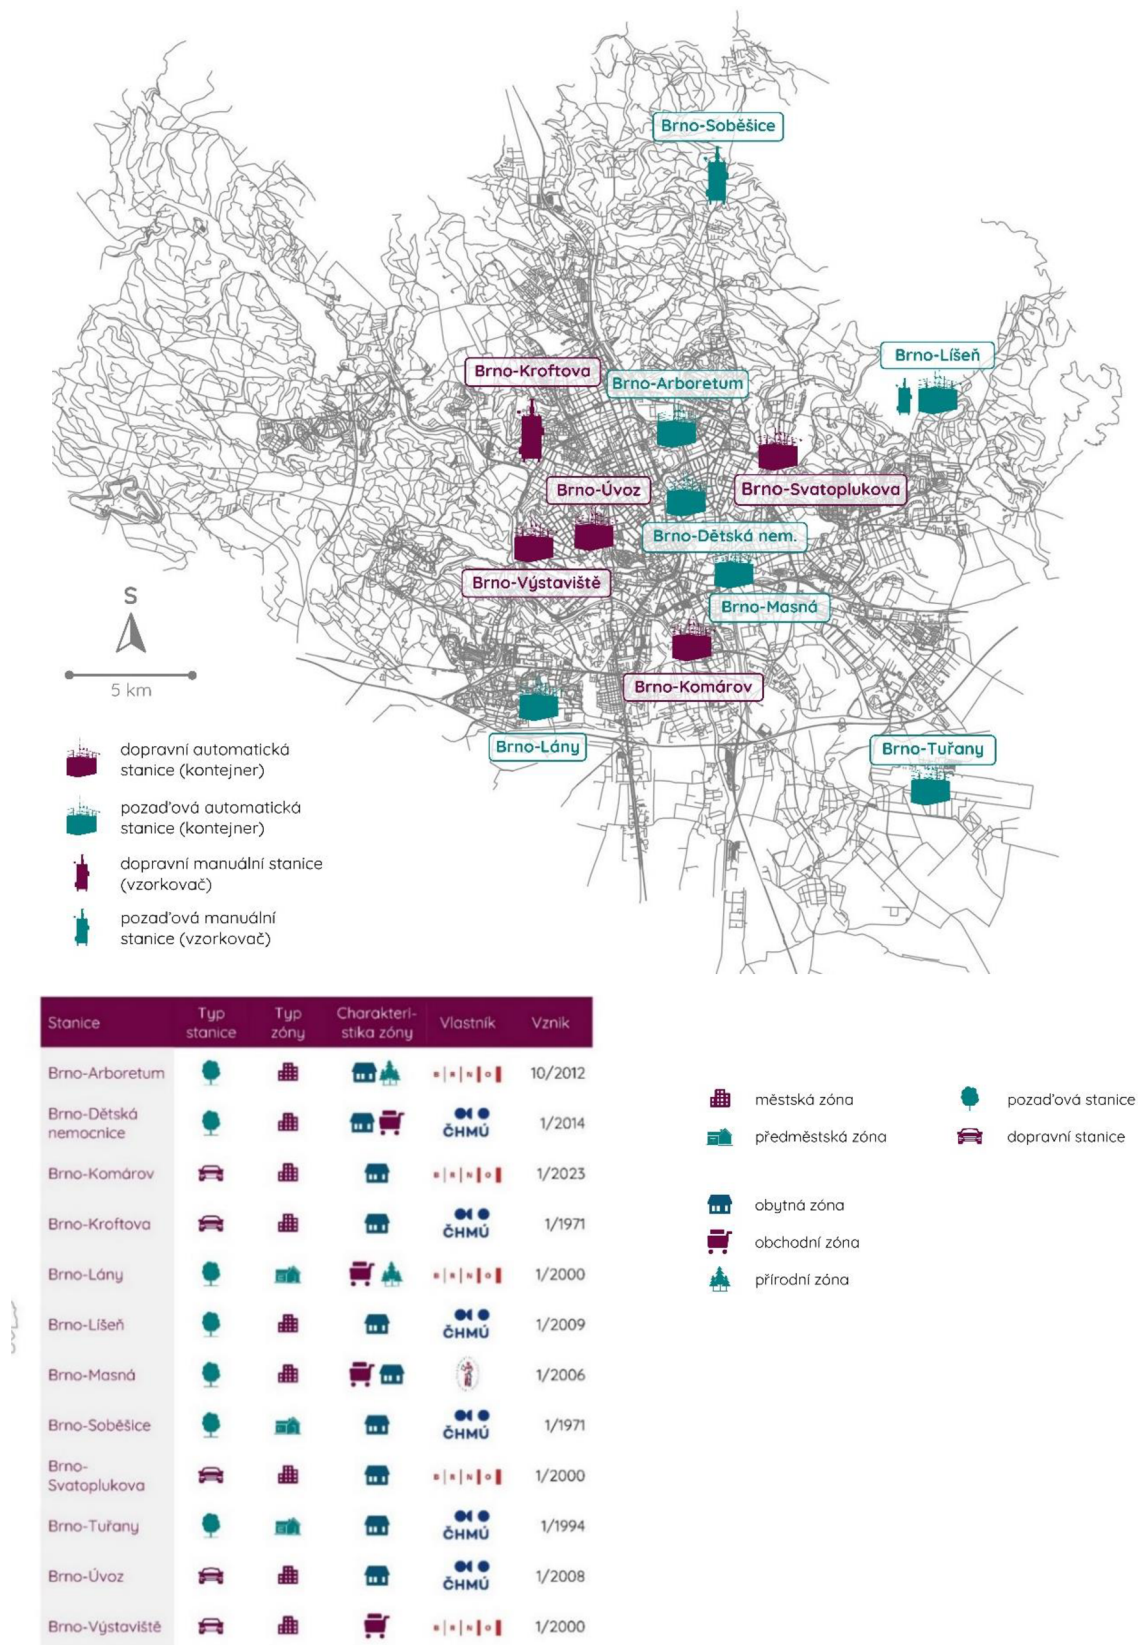 Brno-Soběšice
Brno-Líšeň
Brno-Kroftova
Brno-Arboretum
Brno-Úvoz
Brno-Svatoplukova
Brno-Dětská nem.
Brno-Výstaviště
Brno-Masná
S
5 km
Brno-Komárov
Brno-Lány
Brno-Tuřany
dopravní automatická
stanice (kontejner)
pozaďová automatická
stanice (kontejner)
dopravní manuální stanice
(vzorkovač)
pozaďová manuální
stanice (vzorkovač)
Stanice Typ stanice Typ zóny Charakteri-stika zóny Vlastník Vznik
Brno-Arboretum B|R|N|O| 10/2012
Brno-Dětská
nemocnice ČHMÚ 1/2014
Brno-Komárov B|R|N|O| 1/2023
Brno-Kroftova ČHMÚ 1/1971
Brno-Lány B|R|N|O| 1/2000
Brno-Líšeň ČHMÚ 1/2009
Brno-Masná 1/2006
Brno-Soběšice ČHMÚ 1/1971
Brno-
Svatoplukova B|R|N|O| 1/2000
Brno-Tuřany ČHMÚ 1/1994
Brno-Úvoz ČHMÚ 1/2008
Brno-Výstaviště B|R|N|O| 1/2000
městská zóna
předměstská zóna
pozaďová stanice
dopravní stanice
obytná zóna
obchodní zóna
přírodní zóna